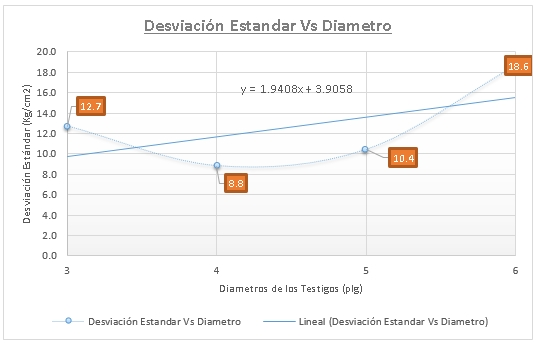 Desviación Estandar Vs Diametro
Desviación Estándar (Kg/cm2)
20.0
18.0
16.0
14.0
12.0
10.0
8.0
6.0
4.0
2.0
0.0
12.7
8.8
10.4
18.6
y = 1.9408x + 3.9058
3 4 5 6
Diametros de los Testigos (plg)
Desviación Estandar Vs Diametro
Lineal (Desviación Estandar Vs Diametro)